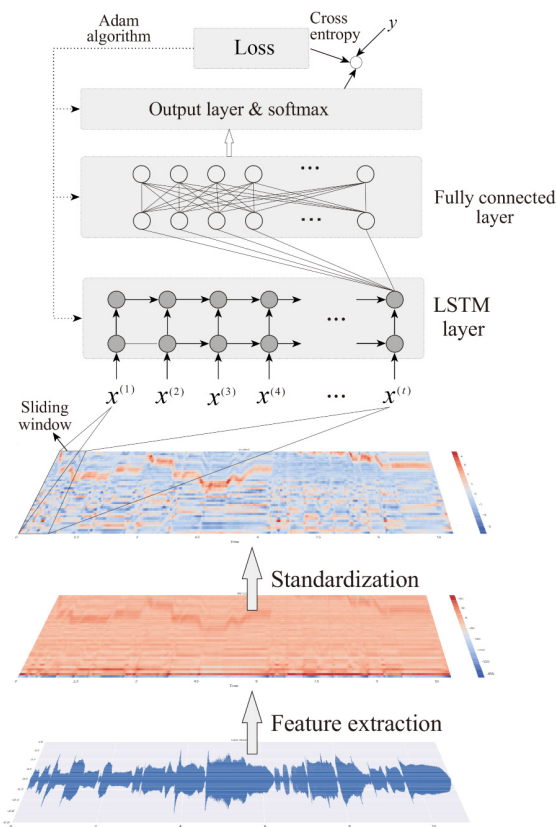 Adam
algorithm
Loss
Cross
entropy
y
Output layer & softmax
Fully connected
layer
LSTM
layer
x(1) x(2) x(3) x(4) ... x(t)
Sliding
window
Standardization
Feature extraction